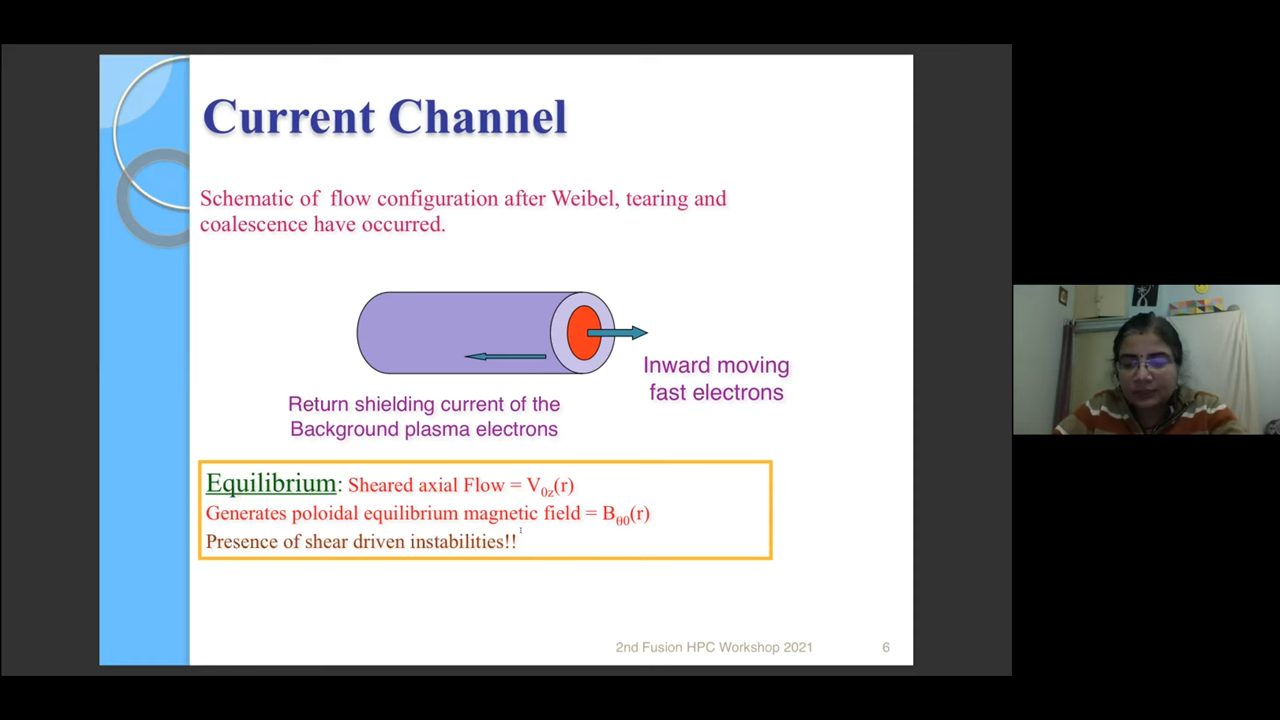 Current Channel
Schematic of flow configuration after Weibel, tearing and
coalescence have occurred.
Inward moving
fast electrons
Return shielding current of the
Background plasma electrons
Equilibrium: Sheared axial Flow = V₀z(r)
Generates poloidal equilibrium magnetic field = Bθ0(r)
Presence of shear driven instabilities!!
2nd Fusion HPC Workshop 2021
6